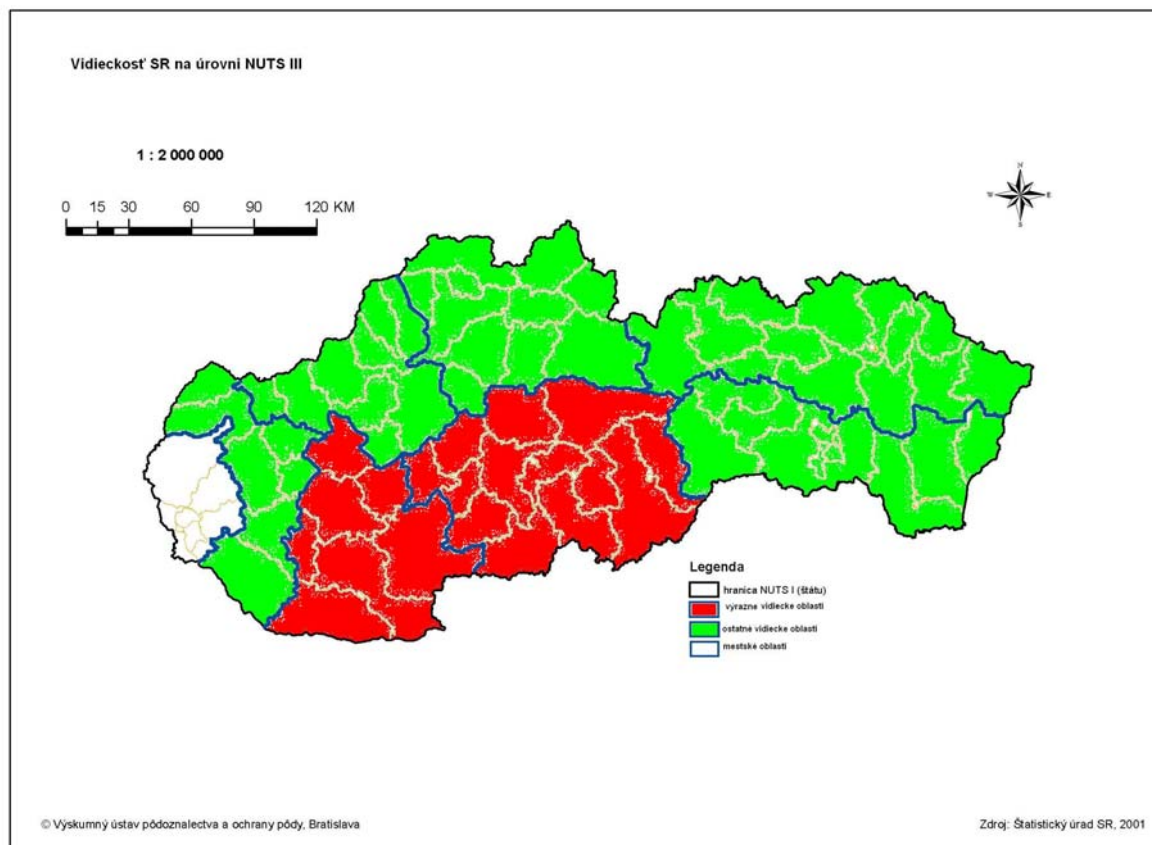 Vidieckosť SR na úrovni NUTS III
1 : 2 000 000
0 15 30 60 90 120 KM
N
W E
S
Legenda
hranica NUTS I (štátu)
výrazne vidiecke oblasti
ostatné vidiecke oblasti
mestské oblasti
© Výskumný ústav pôdoznalectva a ochrany pôdy, Bratislava
Zdroj: Štatistický úrad SR, 2001